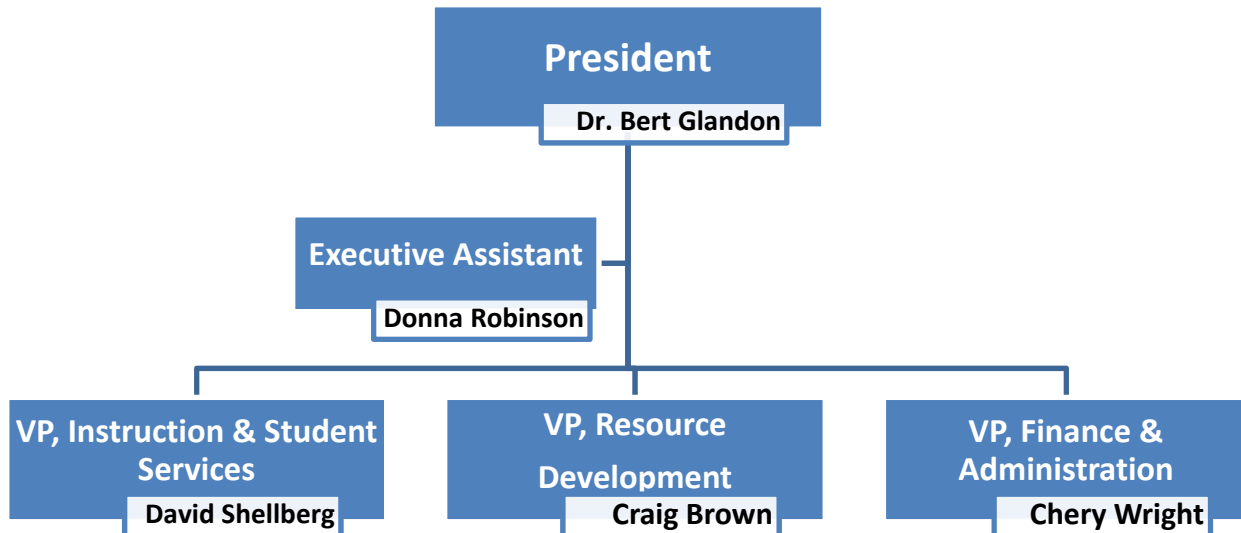 President
Dr. Bert Glandon
Executive Assistant
Donna Robinson
VP, Instruction & Student
Services
David Shellberg
VP, Resource
Development
Craig Brown
VP, Finance &
Administration
Chery Wright